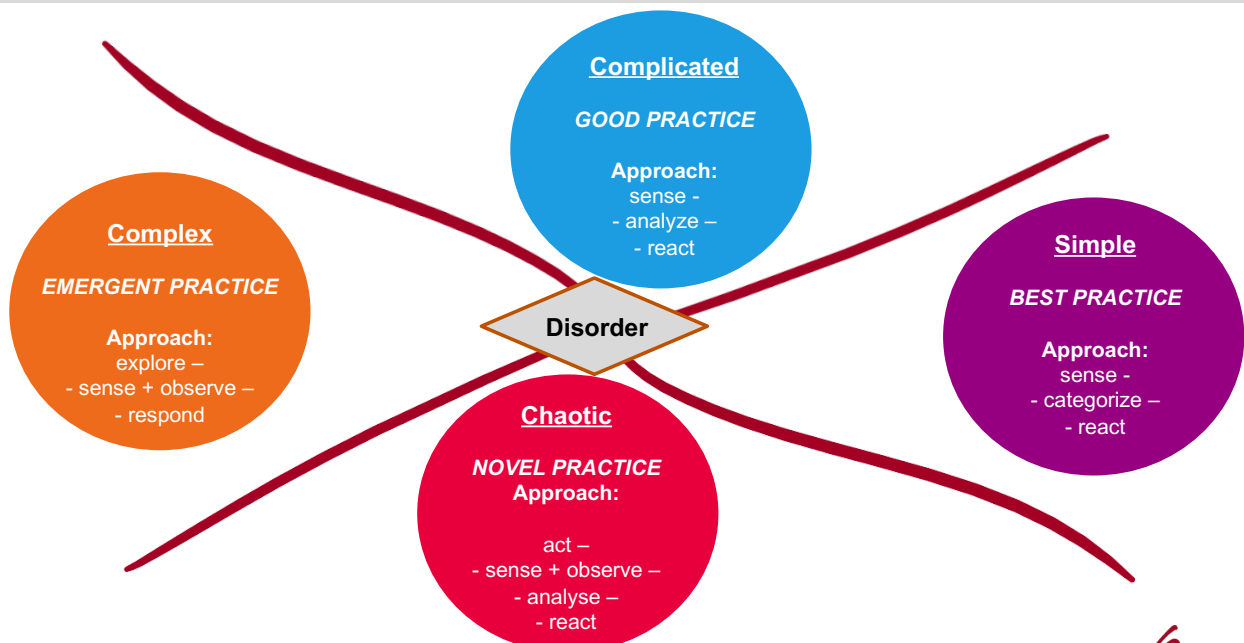 Complicated
GOOD PRACTICE
Approach:
sense -
- analyze –
- react
Complex
EMERGENT PRACTICE
Approach:
explore –
- sense + observe –
- respond
Simple
BEST PRACTICE
Approach:
sense -
- categorize –
- react
Disorder
Chaotic
NOVEL PRACTICE
Approach:
act –
- sense + observe –
- analyse –
- react